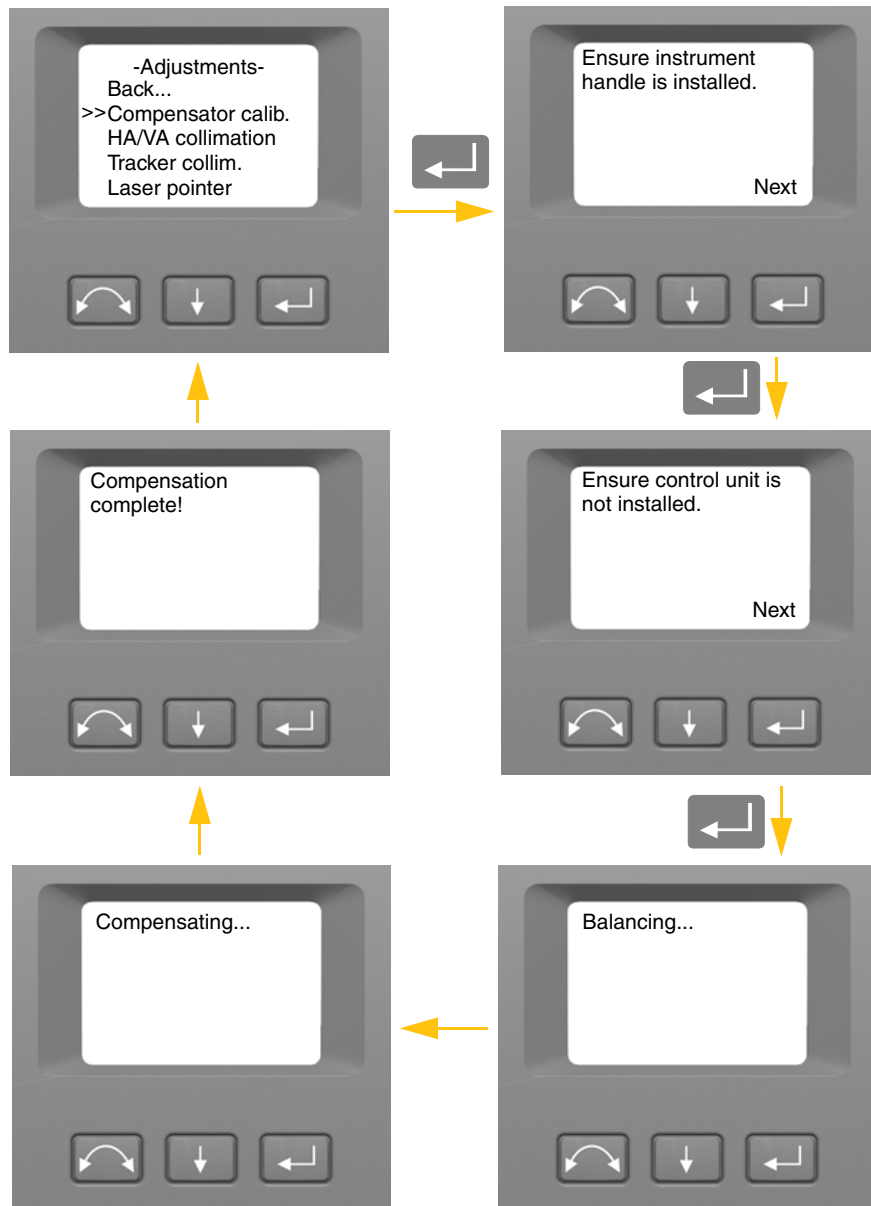 -Adjustments-
Back...
>>Compensator calib.
HA/VA collimation
Tracker collim.
Laser pointer
Ensure instrument
handle is installed.
Next
Ensure control unit is
not installed.
Next
Balancing...
Compensating...
Compensation
complete!